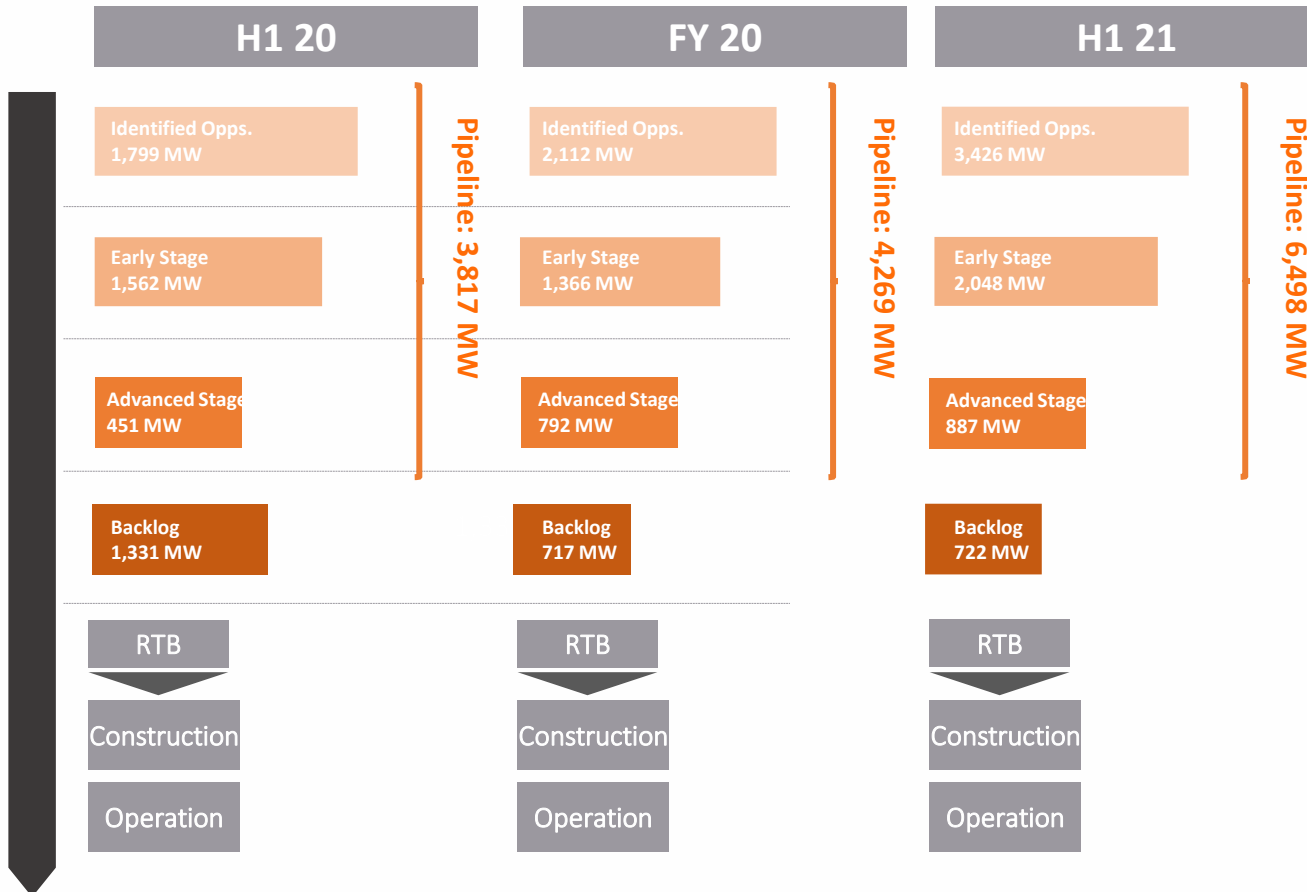 H1 20
FY 20
H1 21
Identified Opps.
1,799 MW
Identified Opps.
2,112 MW
Identified Opps.
3,426 MW
Pipeline: 3,817 MW
Pipeline: 4,269 MW
Pipeline: 6,498 MW
Early Stage
1,562 MW
Early Stage
1,366 MW
Early Stage
2,048 MW
Advanced Stage
451 MW
Advanced Stage
792 MW
Advanced Stage
887 MW
Backlog
1,331 MW
Backlog
717 MW
Backlog
722 MW
RTB
RTB
RTB
Construction
Construction
Construction
Operation
Operation
Operation